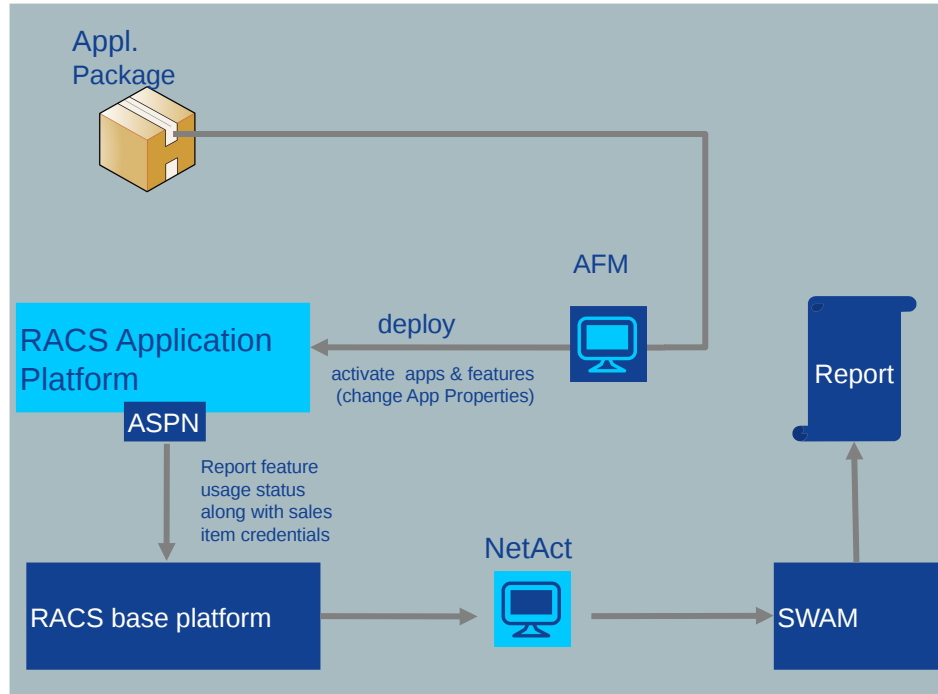 Appl.
Package
AFM
deploy
RACS Application
Platform
activate apps & features
(change App Properties)
Report
ASPN
Report feature
usage status
along with sales
item credentials
NetAct
RACS base platform
SWAM